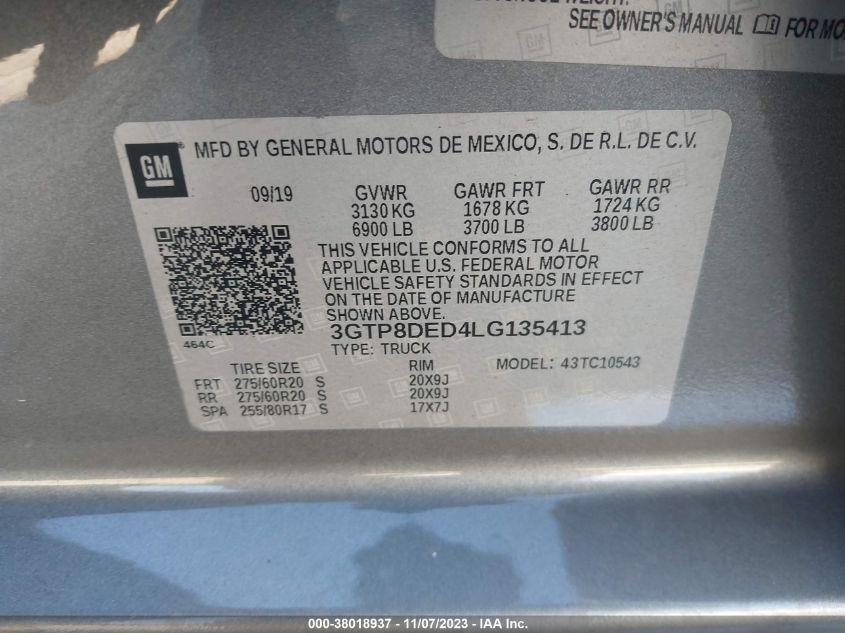 SEE OWNER'S MANUAL FOR MO
GM MFD BY GENERAL MOTORS DE MEXICO, S. DE R.L. DE C.V.
09/19 GVWR GAWR FRT GAWR RR
3130 KG 1678 KG 1724 KG
6900 LB 3700 LB 3800 LB
THIS VEHICLE CONFORMS TO ALL
APPLICABLE U.S. FEDERAL MOTOR
VEHICLE SAFETY STANDARDS IN EFFECT
ON THE DATE OF MANUFACTURE
SHOWN ABOVE.
464C
3GTP8DED4LG135413
TYPE: TRUCK
TIRE SIZE RIM MODEL: 43TC10543
FRT 275/60R20 S 20X9J
RR 275/60R20 S 20X9J
SPA 255/80R17 S 17X7J
000-38018937 - 11/07/2023 - IAA Inc.